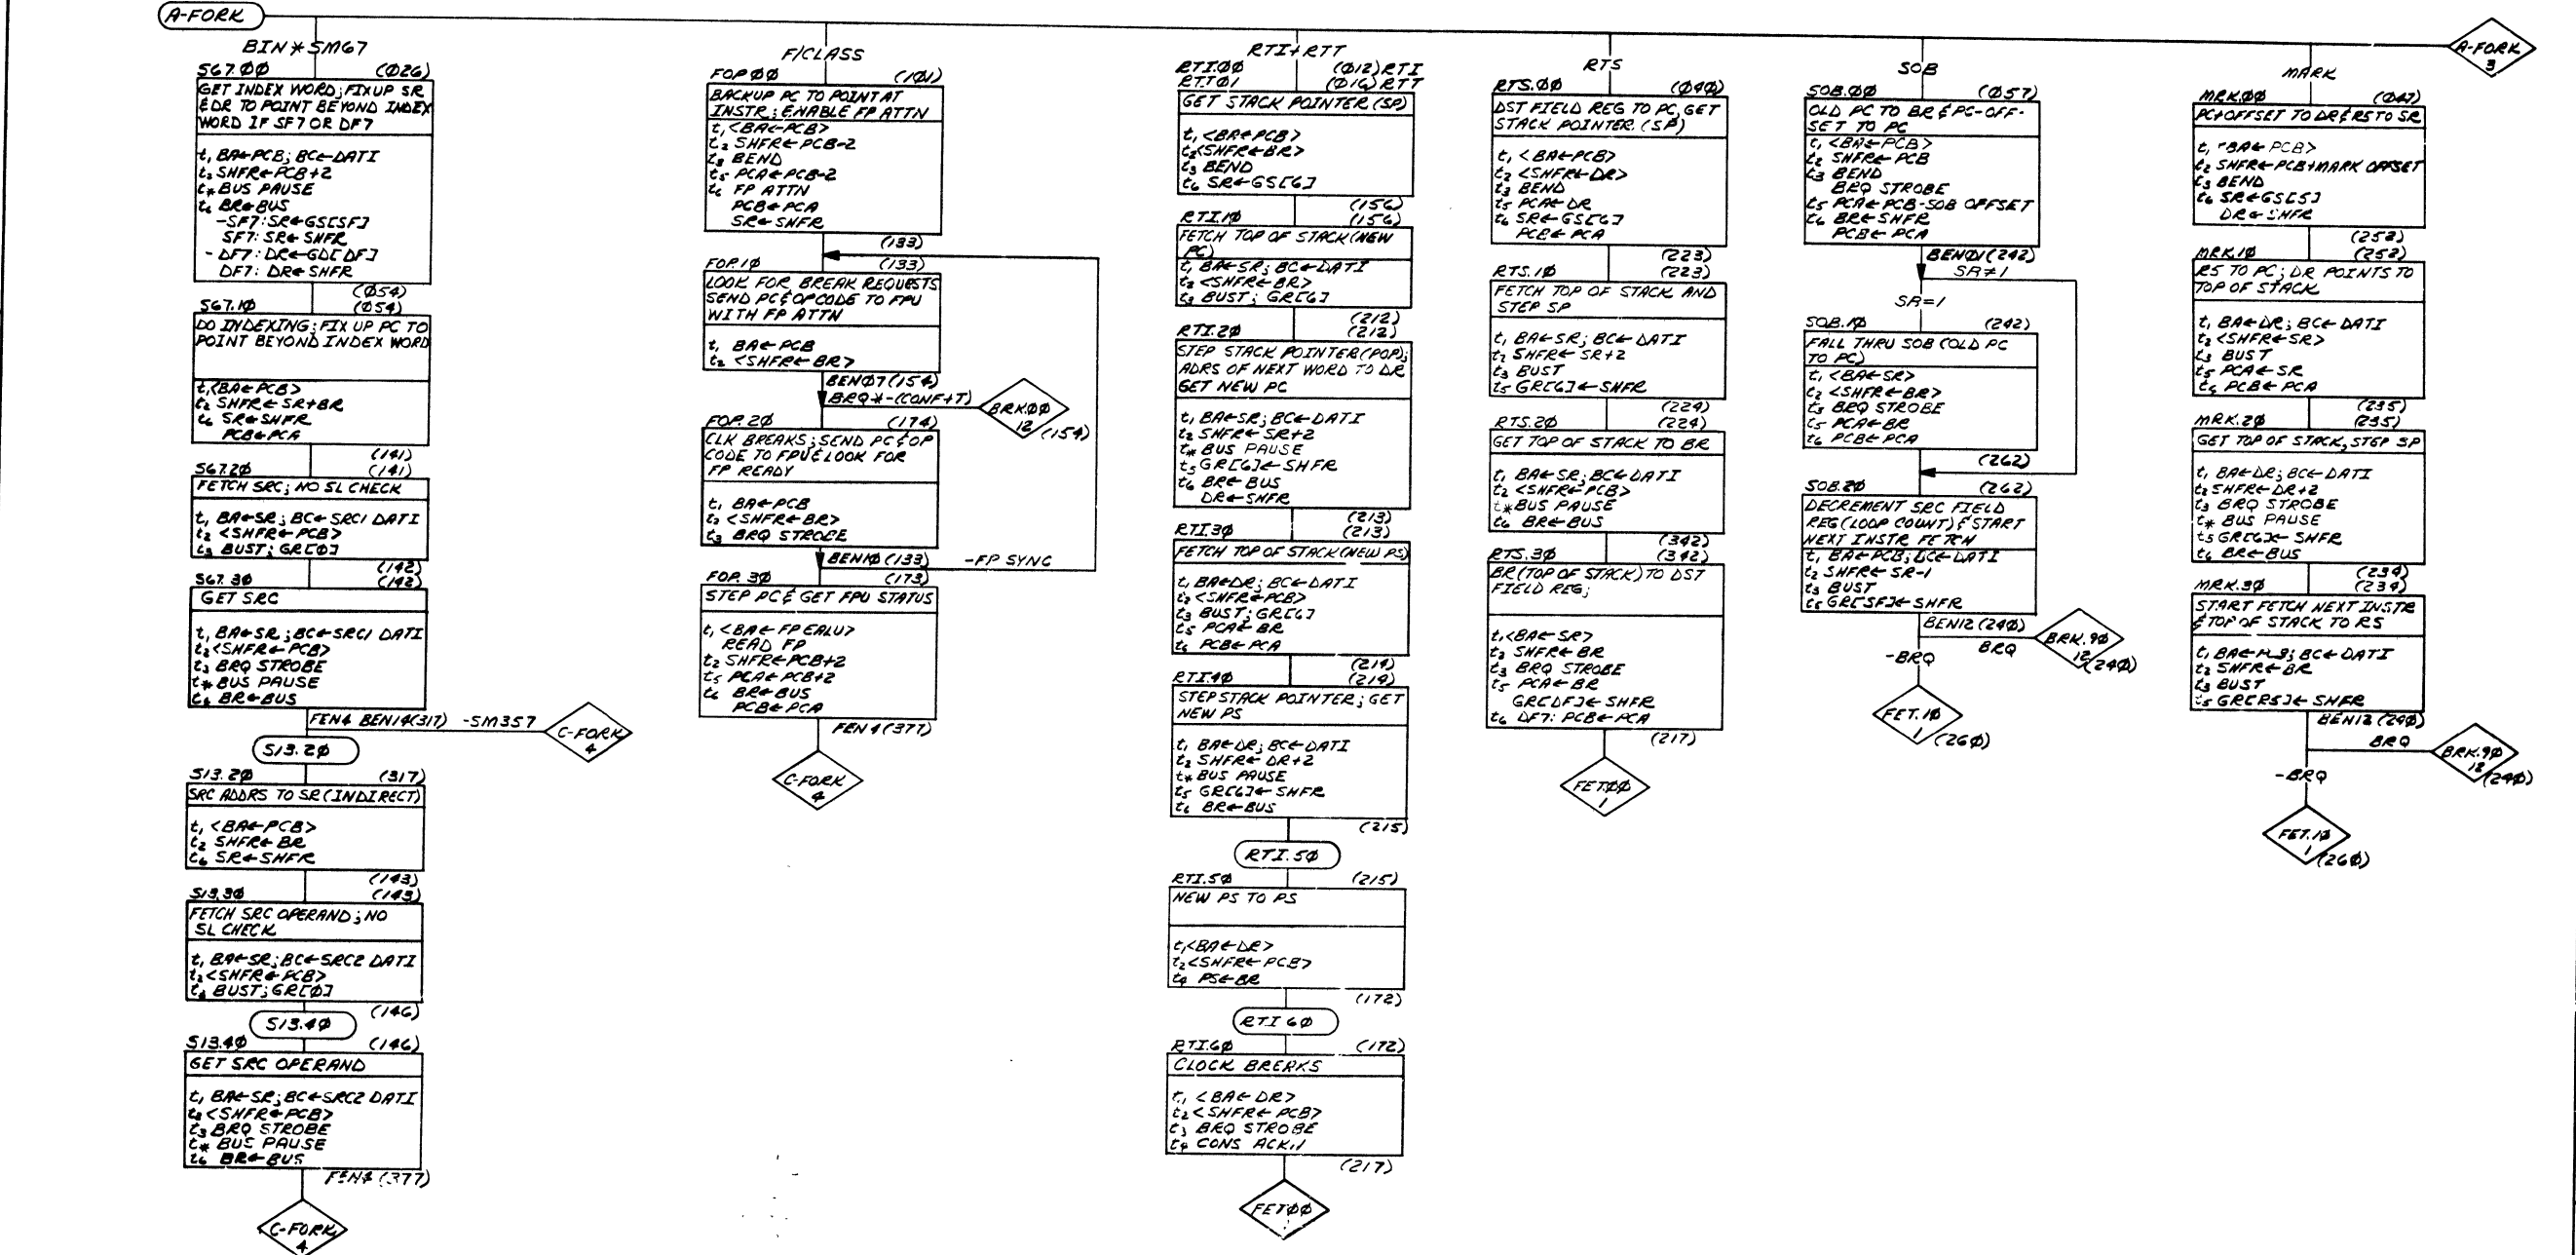 A-FORK
A-FORK
3
BIN*SM67
S67.00 (026)
GET INDEX WORD; FIXUP SR
& DR TO POINT BEYOND INDEX
WORD IF SF7 OR DF7
t1 BA←PCB; BC←DATI
t2 SHFR←PCB+2
t* BUS PAUSE
t6 BR←BUS
-SF7: SR←GS[SF]
SF7: SR←SHFR
-DF7: DR←GD[DF]
DF7: DR←SHFR
(054)
S67.10 (054)
DO INDEXING; FIX UP PC TO
POINT BEYOND INDEX WORD
t1 <BA←PCB>
t2 SHFR←SR+BR
t6 SR←SHFR
PCB←PCA
(141)
S67.20 (141)
FETCH SRC; NO SL CHECK
t1 BA←SR; BC←SRC1 DATI
t2 <SHFR←PCB>
t3 BUST; GR[0]
(142)
S67.30 (142)
GET SRC
t1 BA←SR; BC←SRC1 DATI
t2 <SHFR←PCB>
t3 BRQ STROBE
t* BUS PAUSE
t6 BR←BUS
FEN4 BEN14(317) -SM357
C-FORK
4
S13.20
S13.20 (317)
SRC ADDRS TO SR (INDIRECT)
t1 <BA←PCB>
t2 SHFR←BR
t6 SR←SHFR
(143)
S13.30 (143)
FETCH SRC OPERAND; NO
SL CHECK
t1 BA←SR; BC←SRC2 DATI
t2 <SHFR←PCB>
t3 BUST; GR[0]
(146)
S13.40
S13.40 (146)
GET SRC OPERAND
t1 BA←SR; BC←SRC2 DATI
t2 <SHFR←PCB>
t3 BRQ STROBE
t* BUS PAUSE
t6 BR←BUS
FEN4 (377)
C-FORK
4
F/CLASS
FOP.00 (101)
BACKUP PC TO POINT AT
INSTR; ENABLE FP ATTN
t1 <BA←PCB>
t2 SHFR←PCB-2
t3 BEND
t5 PCA←PCB-2
t6 FP ATTN
PCB←PCA
SR←SHFR
(133)
FOP.10 (133)
LOOK FOR BREAK REQUESTS
SEND PC & OPCODE TO FPU
WITH FP ATTN
t1 BA←PCB
t2 <SHFR←BR>
BEN07 (154)
BRQ*-(CONF+T)
BRK.00
12 (154)
FOP.20 (174)
CLK BREAKS; SEND PC & OP
CODE TO FPU & LOOK FOR
FP READY
t1 BA←PCB
t2 <SHFR←BR>
t3 BRQ STROBE
BEN10 (133) -FP SYNC
FOP.30 (173)
STEP PC & GET FPU STATUS
t1 <BA←FP EALU>
READ FP
t2 SHFR←PCB+2
t5 PCA←PCB+2
t6 BR←BUS
PCB←PCA
FEN4 (377)
C-FORK
4
RTI+RTT
RTI.00 (012) RTI
RTT01 (016) RTT
GET STACK POINTER (SP)
t1 <BA←PCB>
t2 <SHFR←BR>
t3 BEND
t6 SR←GS[6]
(156)
RTI.10 (156)
FETCH TOP OF STACK (NEW
PC)
t1 BA←SR; BC←DATI
t2 <SHFR←BR>
t3 BUST; GR[6]
(212)
RTI.20 (212)
STEP STACK POINTER (POP);
ADRS OF NEXT WORD TO DR
GET NEW PC
t1 BA←SR; BC←DATI
t2 SHFR←SR+2
t* BUS PAUSE
t5 GR[6]←SHFR
t6 BR←BUS
DR←SHFR
(213)
RTI.30 (213)
FETCH TOP OF STACK (NEW PS)
t1 BA←DR; BC←DATI
t2 <SHFR←PCB>
t3 BUST; GR[6]
t5 PCA←BR
t6 PCB←PCA
(214)
RTI.40 (214)
STEP STACK POINTER; GET
NEW PS
t1 BA←DR; BC←DATI
t2 SHFR←DR+2
t* BUS PAUSE
t5 GR[6]←SHFR
t6 BR←BUS
(215)
RTI.50
RTI.50 (215)
NEW PS TO PS
t1 <BA←DR>
t2 <SHFR←PCB>
t4 PS←BR
(172)
RTI 60
RTI.60 (172)
CLOCK BREAKS
t1 <BA←DR>
t2 <SHFR←PCB>
t3 BRQ STROBE
t4 CONS ACK
(217)
FET00
RTS
RTS.00 (040)
DST FIELD REG TO PC, GET
STACK POINTER (SP)
t1 <BA←PCB>
t2 <SHFR←DR>
t3 BEND
t5 PCA←DR
t6 SR←GS[6]
PCB←PCA
(223)
RTS.10 (223)
FETCH TOP OF STACK AND
STEP SP
t1 BA←SR; BC←DATI
t2 SHFR←SR+2
t3 BUST
t5 GR[6]←SHFR
(224)
RTS.20 (224)
GET TOP OF STACK TO BR
t1 BA←SR; BC←DATI
t2 <SHFR←PCB>
t* BUS PAUSE
t6 BR←BUS
(342)
RTS.30 (342)
BR (TOP OF STACK) TO DST
FIELD REG;
t1 <BA←SR>
t2 SHFR←BR
t3 BRQ STROBE
t5 PCA←BR
GR[DF]←SHFR
t6 DF7: PCB←PCA
(217)
FET.00
1
SOB
SOB.00 (057)
OLD PC TO BR & PC-OFF-
SET TO PC
t1 <BA←PCB>
t2 SHFR←PCB
t3 BEND
BRQ STROBE
t5 PCA←PCB-SOB OFFSET
t6 BR←SHFR
PCB←PCA
BEN01 (242)
SR≠1
SR=1
SOB.10 (242)
FALL THRU SOB (OLD PC
TO PC)
t1 <BA←SR>
t2 <SHFR←BR>
t3 BRQ STROBE
t5 PCA←BR
t6 PCB←PCA
(262)
SOB.20 (262)
DECREMENT SRC FIELD
REG (LOOP COUNT) & START
NEXT INSTR FETCH
t1 BA←PCB; BC←DATI
t2 SHFR←SR-1
t3 BUST
t5 GR[SF]←SHFR
BEN12 (240)
BRQ
BRK.90
12 (240)
-BRQ
FET.10
1 (260)
MARK
MRK.00 (047)
PC+OFFSET TO DR & R5 TO SR
t1 <BA←PCB>
t2 SHFR←PCB+MARK OFFSET
t3 BEND
t6 SR←GS[5]
DR←SHFR
(252)
MRK.10 (252)
R5 TO PC; DR POINTS TO
TOP OF STACK
t1 BA←DR; BC←DATI
t2 <SHFR←SR>
t3 BUST
t5 PCA←SR
t6 PCB←PCA
(235)
MRK.20 (235)
GET TOP OF STACK, STEP SP
t1 BA←DR; BC←DATI
t2 SHFR←DR+2
t3 BRQ STROBE
t* BUS PAUSE
t5 GR[6]←SHFR
t6 BR←BUS
(234)
MRK.30 (234)
START FETCH NEXT INSTR
& TOP OF STACK TO R5
t1 BA←PCB; BC←DATI
t2 SHFR←BR
t3 BUST
t5 GR[R5]←SHFR
BEN12 (240)
BRQ
BRK.90
12 (240)
-BRQ
FET.10
1 (260)